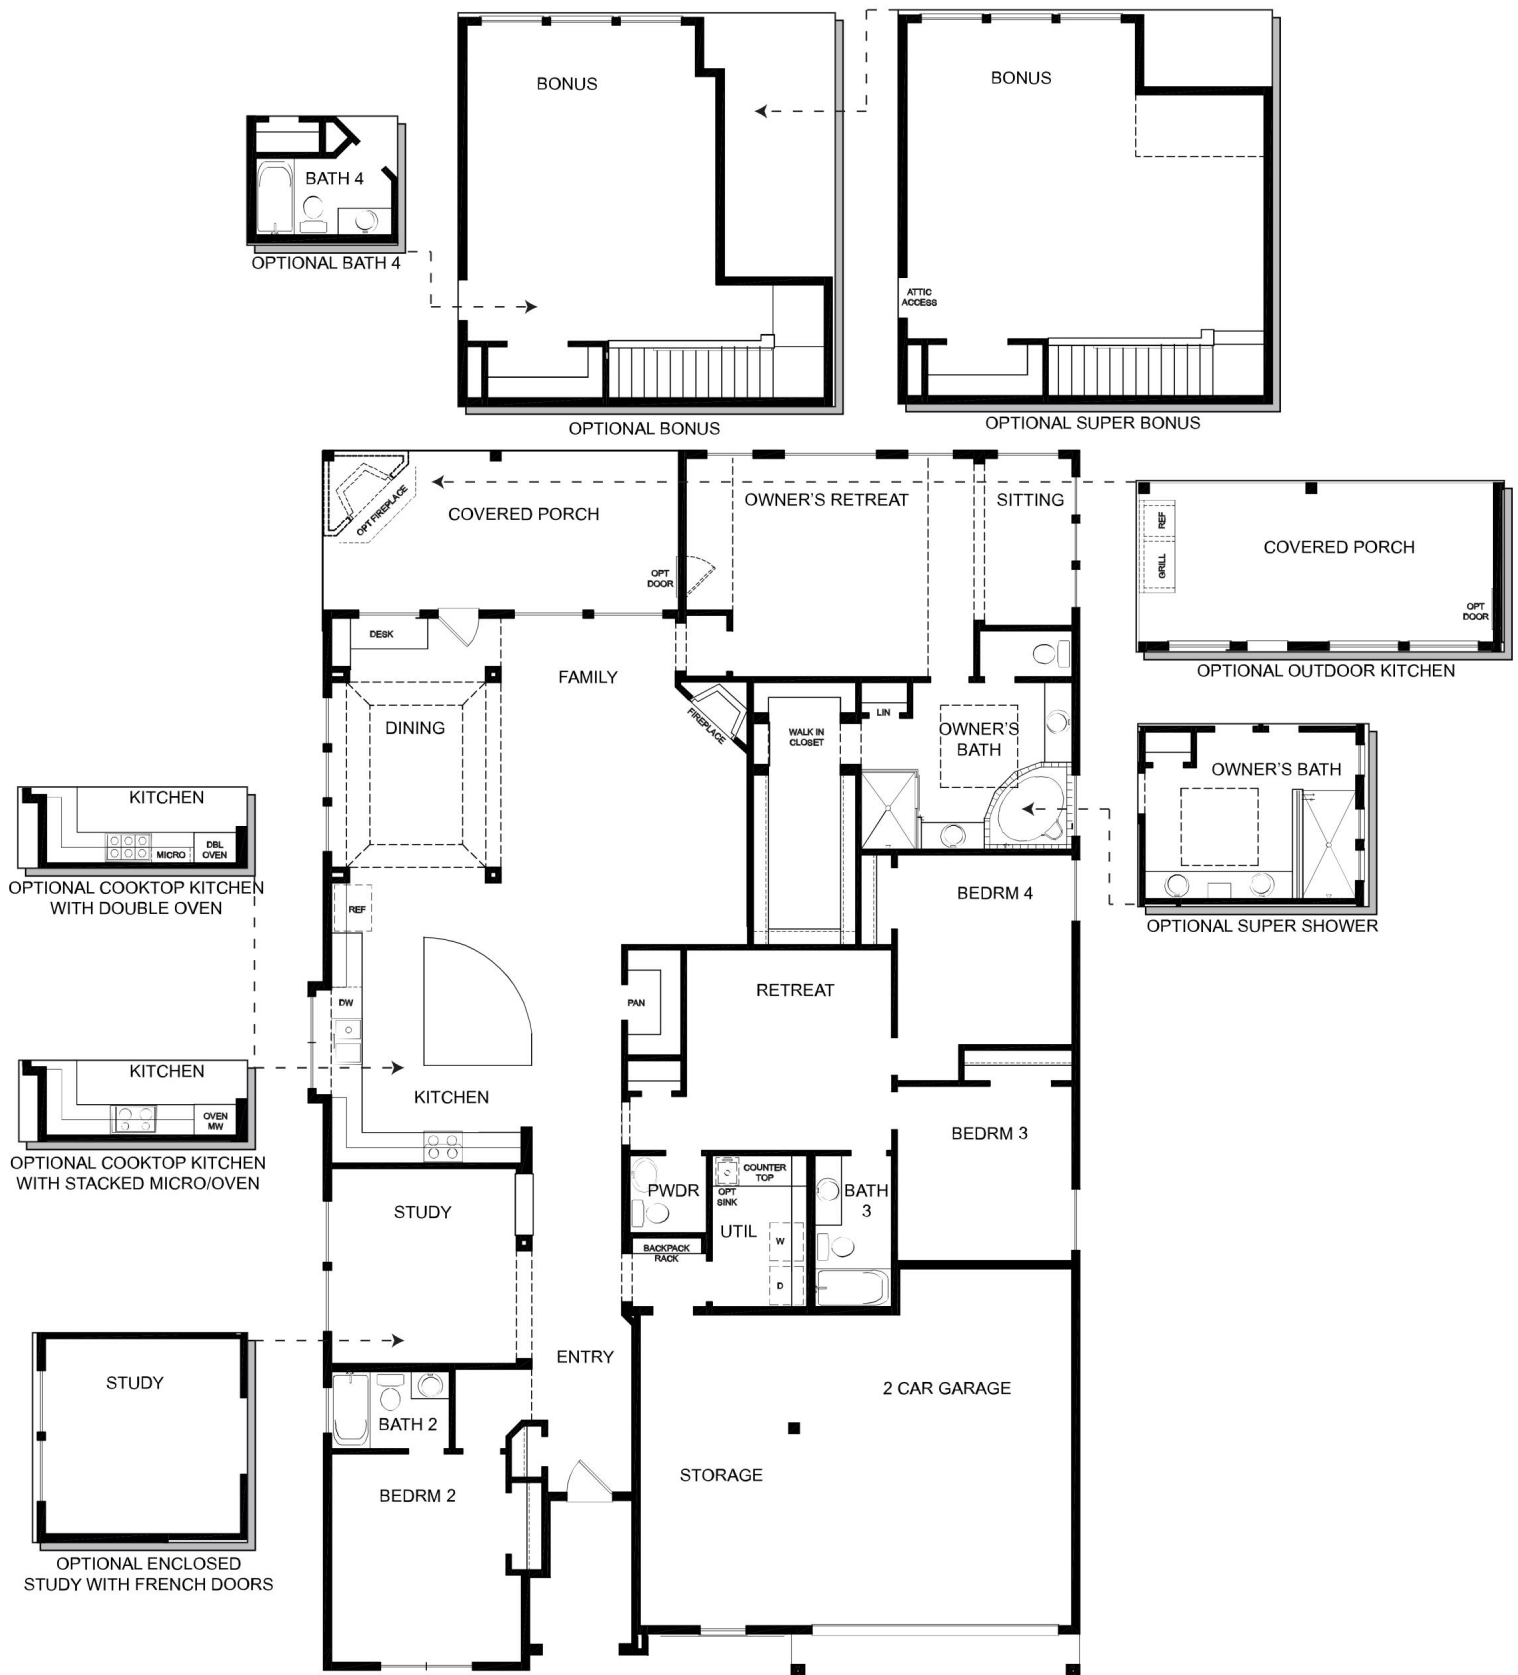 BONUS
BONUS
BATH 4
OPTIONAL BATH 4
ATTIC
ACCESS
OPTIONAL BONUS
OPTIONAL SUPER BONUS
OWNER'S RETREAT
SITTING
COVERED PORCH
OPT FIREPLACE
OPT
DOOR
REF
GRILL
COVERED PORCH
OPT
DOOR
OPTIONAL OUTDOOR KITCHEN
DESK
FAMILY
DINING
FIREPLACE
WALK IN
CLOSET
LIN
OWNER'S
BATH
OWNER'S BATH
OPTIONAL SUPER SHOWER
KITCHEN
MICRO
DBL
OVEN
OPTIONAL COOKTOP KITCHEN
WITH DOUBLE OVEN
REF
BEDRM 4
DW
PAN
RETREAT
KITCHEN
OVEN
MW
OPTIONAL COOKTOP KITCHEN
WITH STACKED MICRO/OVEN
KITCHEN
BEDRM 3
STUDY
PWDR
COUNTER
TOP
OPT
SINK
UTIL
BATH
3
W
D
BACKPACK
RACK
ENTRY
STUDY
OPTIONAL ENCLOSED
STUDY WITH FRENCH DOORS
BATH 2
BEDRM 2
2 CAR GARAGE
STORAGE